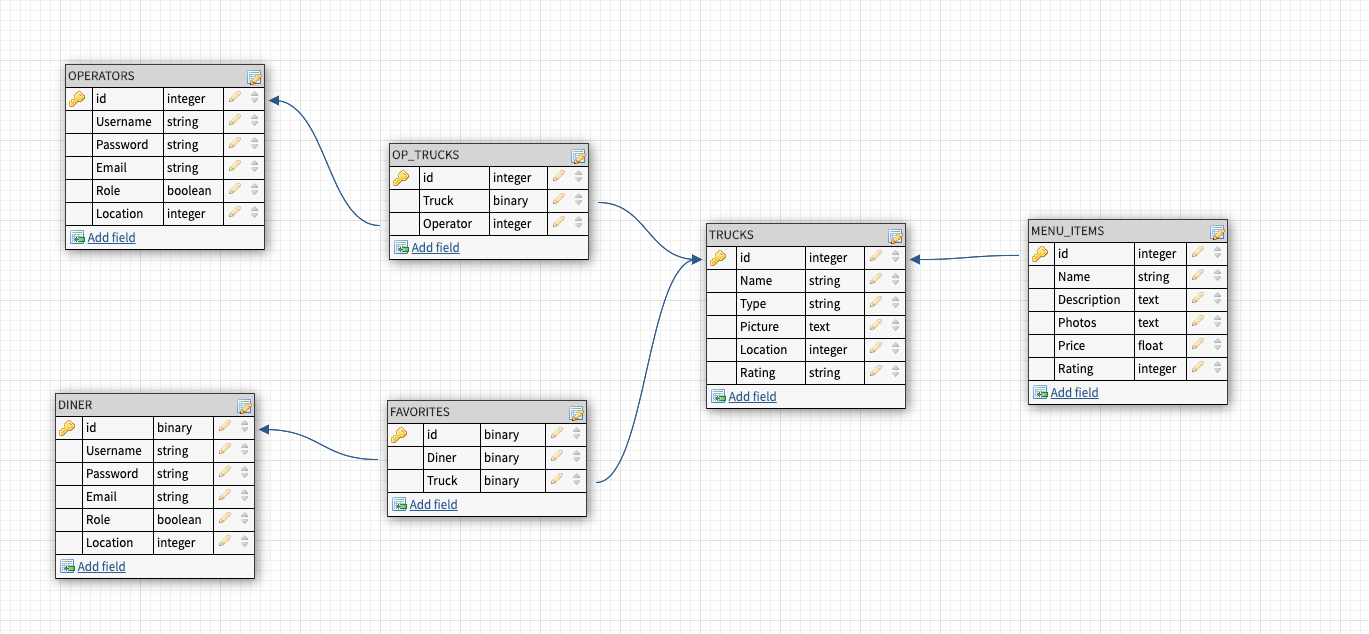 OPERATORS
id integer
Username string
Password string
Email string
Role boolean
Location integer
Add field
OP_TRUCKS
id integer
Truck binary
Operator integer
Add field
TRUCKS
id integer
Name string
Type string
Picture text
Location integer
Rating string
Add field
MENU_ITEMS
id integer
Name string
Description text
Photos text
Price float
Rating integer
Add field
DINER
id binary
Username string
Password string
Email string
Role boolean
Location integer
Add field
FAVORITES
id binary
Diner binary
Truck binary
Add field